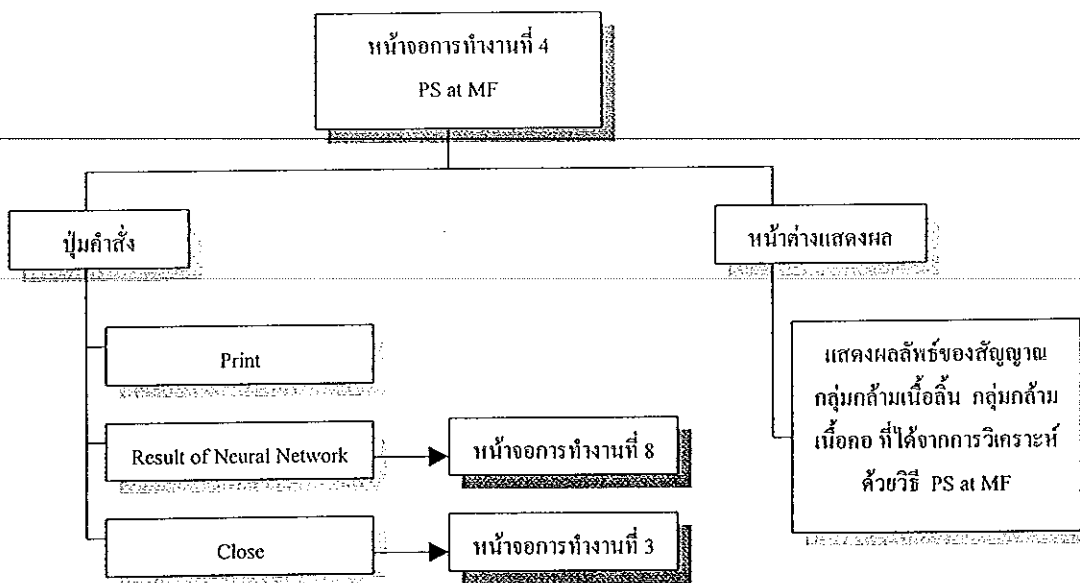 หน้าจอการทำงานที่ 4
PS at MF
ปุ่มคำสั่ง
หน้าต่างแสดงผล
Print
Result of Neural Network
หน้าจอการทำงานที่ 8
Close
หน้าจอการทำงานที่ 3
แสดงผลลัพธ์ของสัญญาณ
กลุ่มกล้ามเนื้อลิ้น กลุ่มกล้าม
เนื้อคอ ที่ได้จากการวิเคราะห์
ด้วยวิธี PS at MF